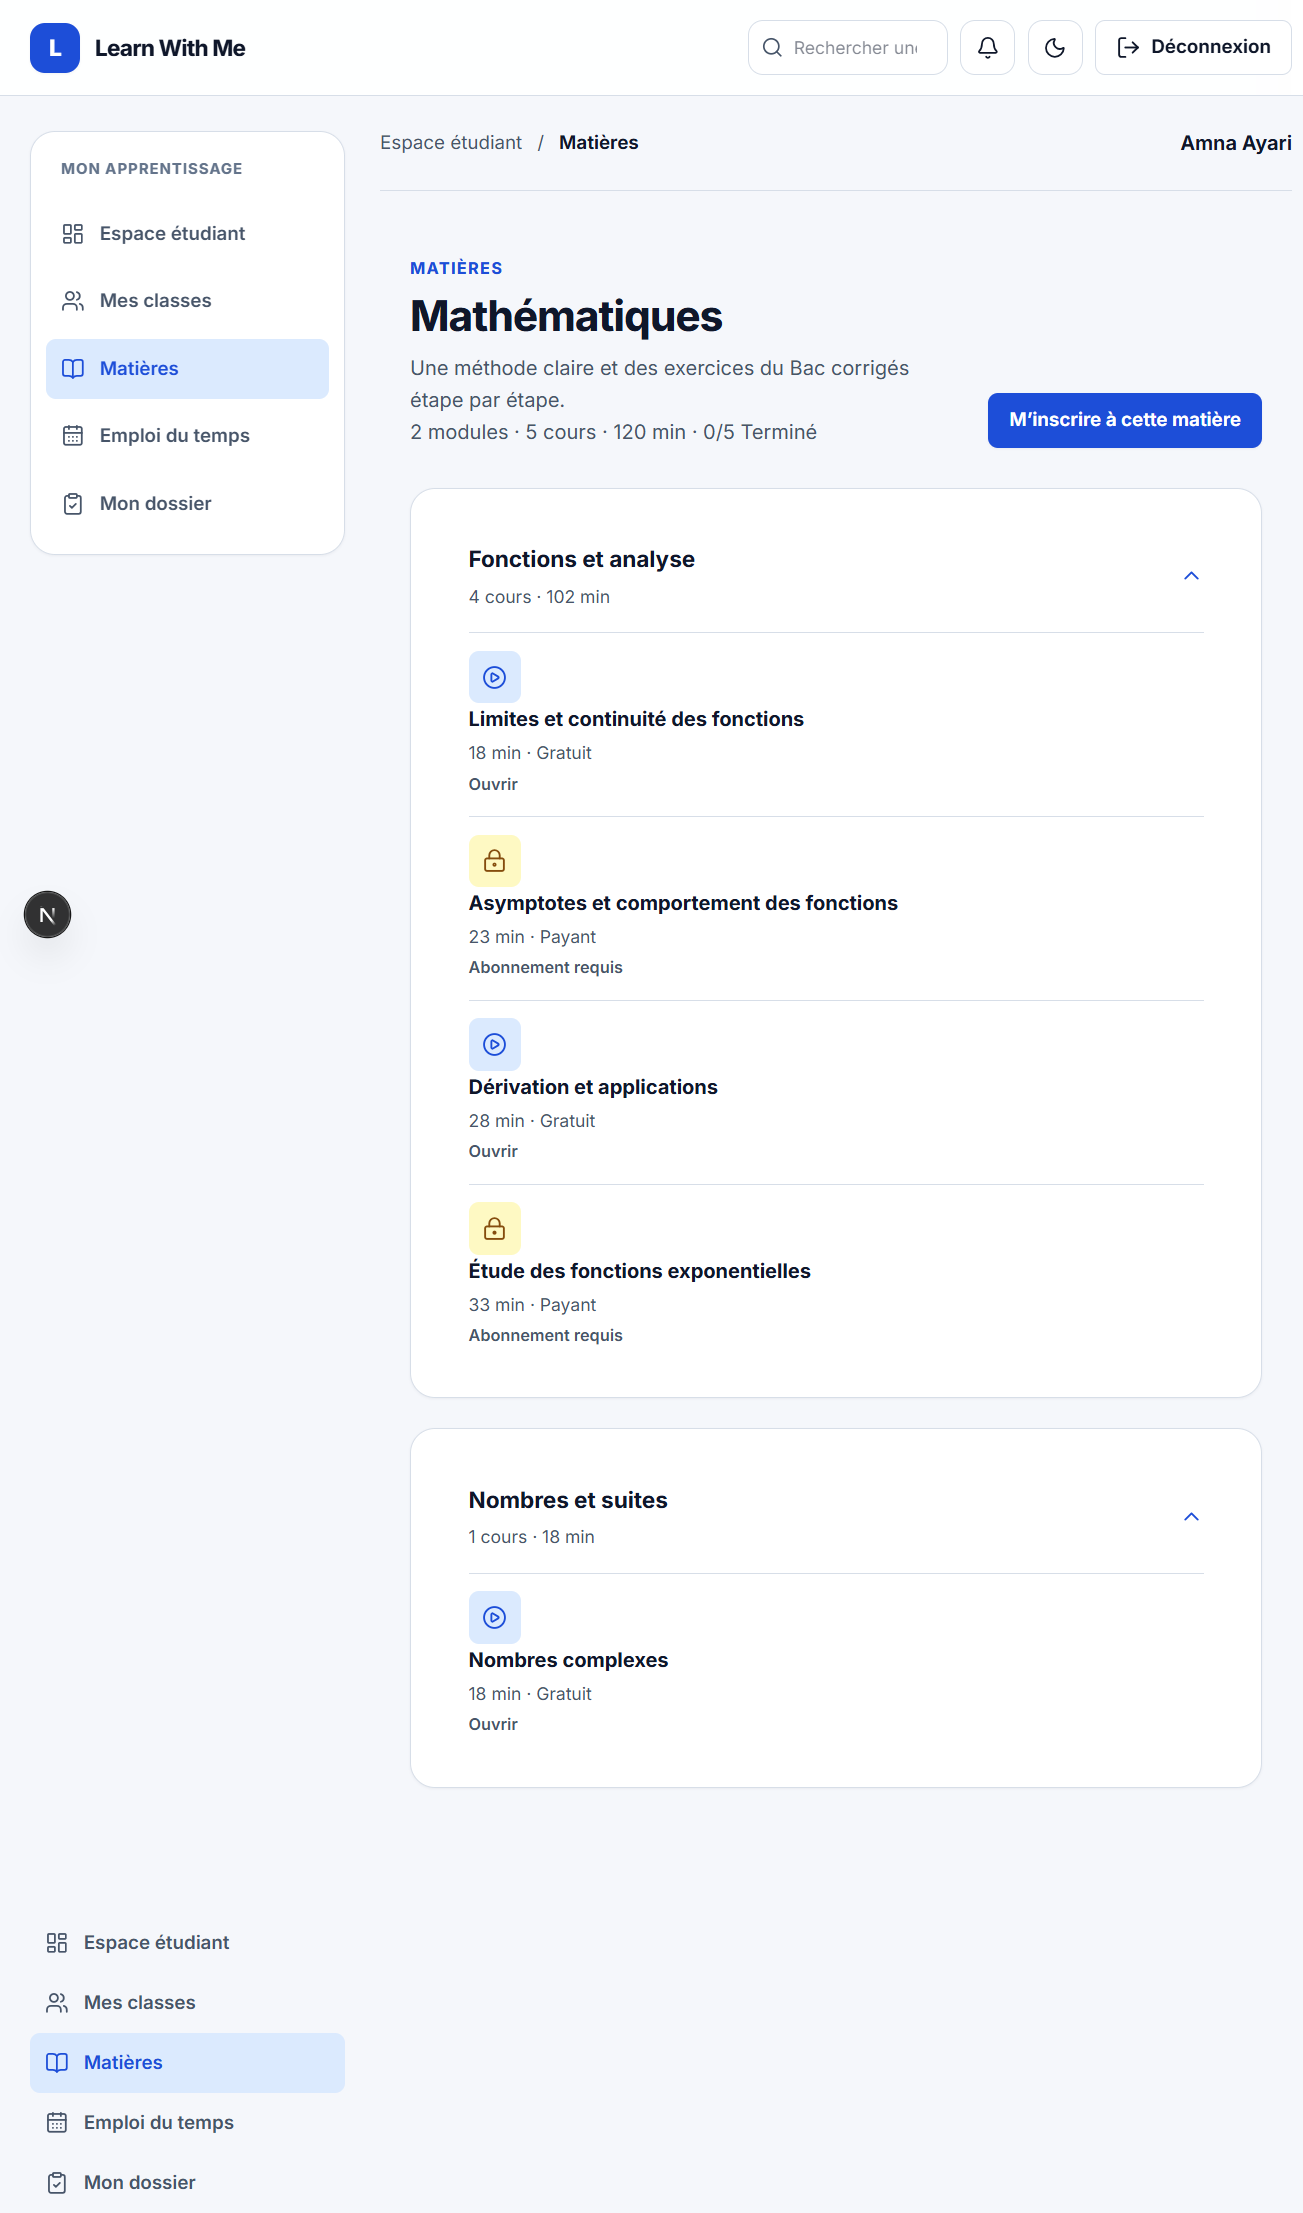 L
Learn With Me
Rechercher un
Déconnexion
MON APPRENTISSAGE
Espace étudiant
Mes classes
Matières
Emploi du temps
Mon dossier
Espace étudiant / Matières
Amna Ayari
MATIÈRES
Mathématiques
Une méthode claire et des exercices du Bac corrigés
étape par étape.
2 modules · 5 cours · 120 min · 0/5 Terminé
M’inscrire à cette matière
Fonctions et analyse
4 cours · 102 min
Limites et continuité des fonctions
18 min · Gratuit
Ouvrir
Asymptotes et comportement des fonctions
23 min · Payant
Abonnement requis
Dérivation et applications
28 min · Gratuit
Ouvrir
Étude des fonctions exponentielles
33 min · Payant
Abonnement requis
Nombres et suites
1 cours · 18 min
Nombres complexes
18 min · Gratuit
Ouvrir
N
Espace étudiant
Mes classes
Matières
Emploi du temps
Mon dossier